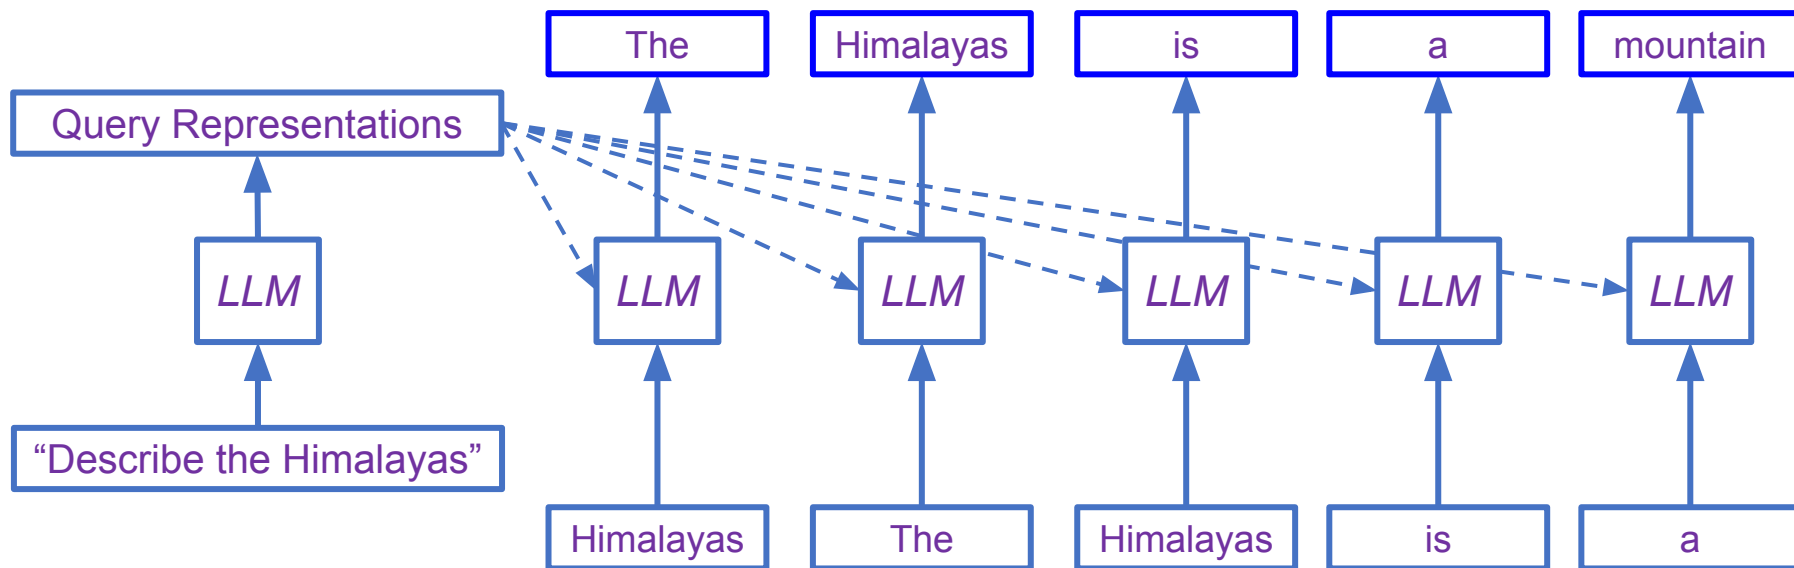 The
Himalayas
is
a
mountain
Query Representations
LLM
LLM
LLM
LLM
LLM
LLM
“Describe the Himalayas”
Himalayas
The
Himalayas
is
a